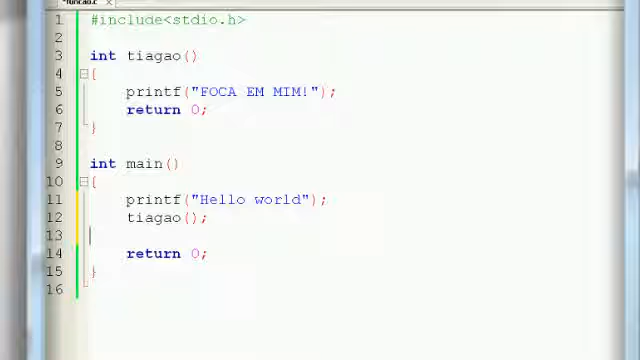 *funcao.c
1 #include<stdio.h>
2
3 int tiagao()
4 {
5 printf("FOCA EM MIM!");
6 return 0;
7 }
8
9 int main()
10 {
11 printf("Hello world");
12 tiagao();
13
14 return 0;
15 }
16